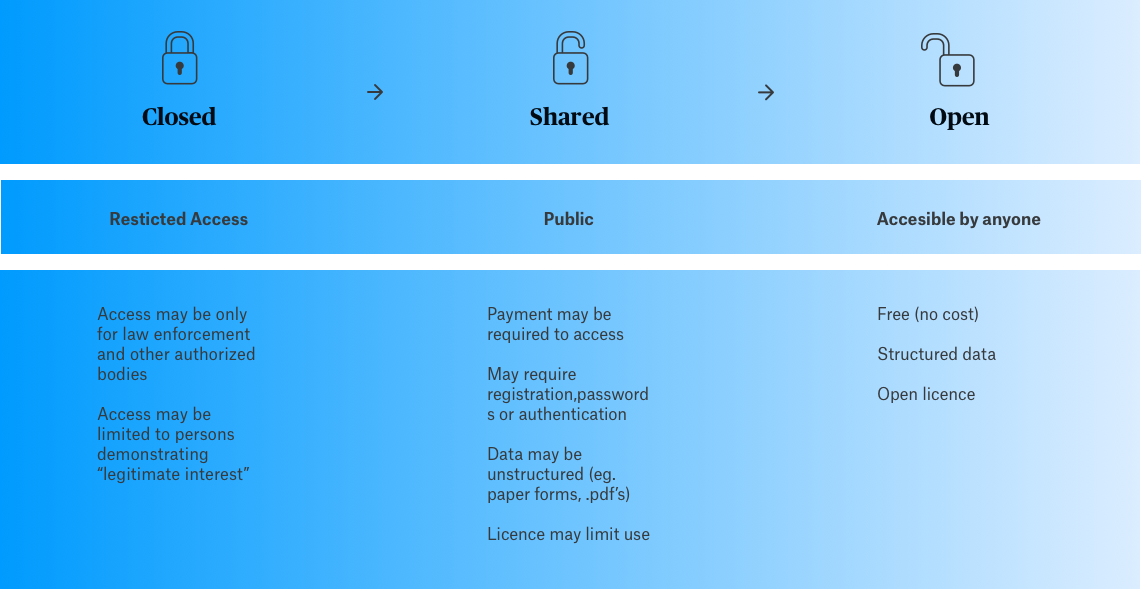 Closed
Shared
Open
Resticted Access
Public
Accesible by anyone
Access may be only
for law enforcement
and other authorized
bodies
Access may be
limited to persons
demonstrating
“legitimate interest”
Payment may be
required to access
May require
registration,password
s or authentication
Data may be
unstructured (eg.
paper forms, .pdf’s)
Licence may limit use
Free (no cost)
Structured data
Open licence